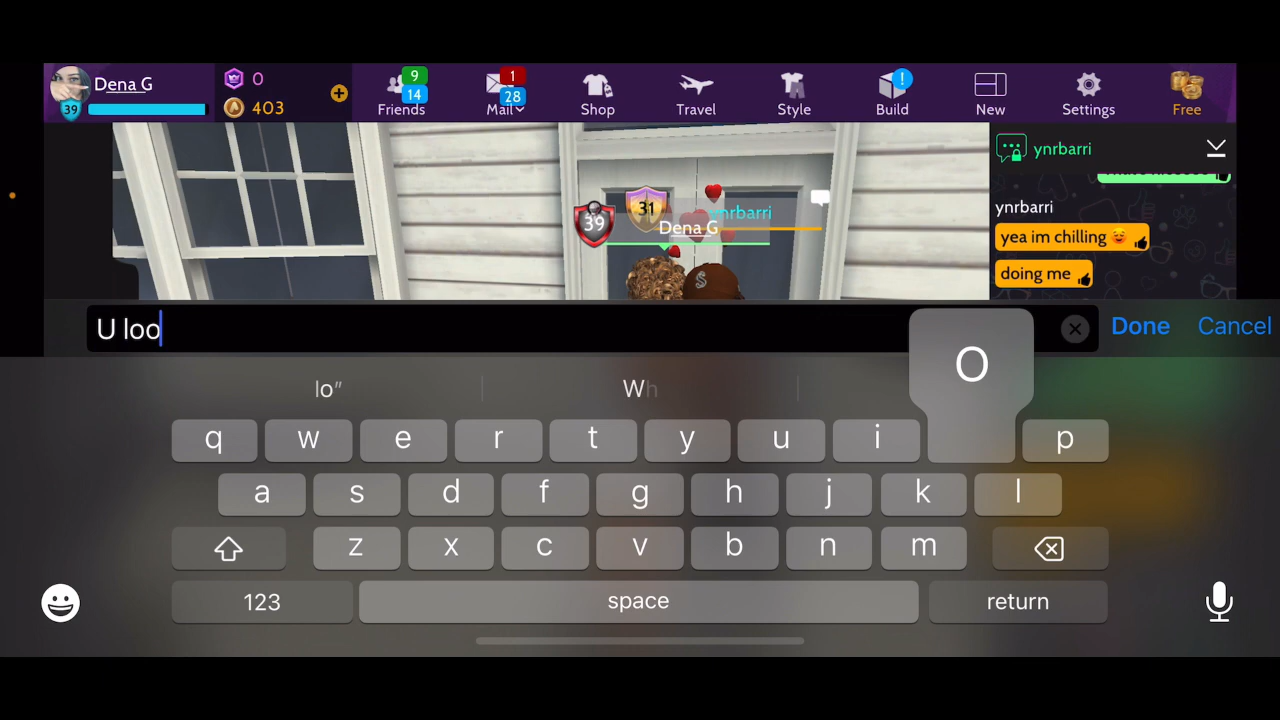 Dena G
39
0
403
9
14
Friends
1
28
Mail
Shop
Travel
Style
!
Build
New
Settings
Free
ynrbarri
ynrbarri
yea im chilling
doing me
31
39
ynrbarri
Dena G
$
U loo
Done
Cancel
lo”
Wh
O
q w e r t y u i p
a s d f g h j k l
z x c v b n m
123
space
return